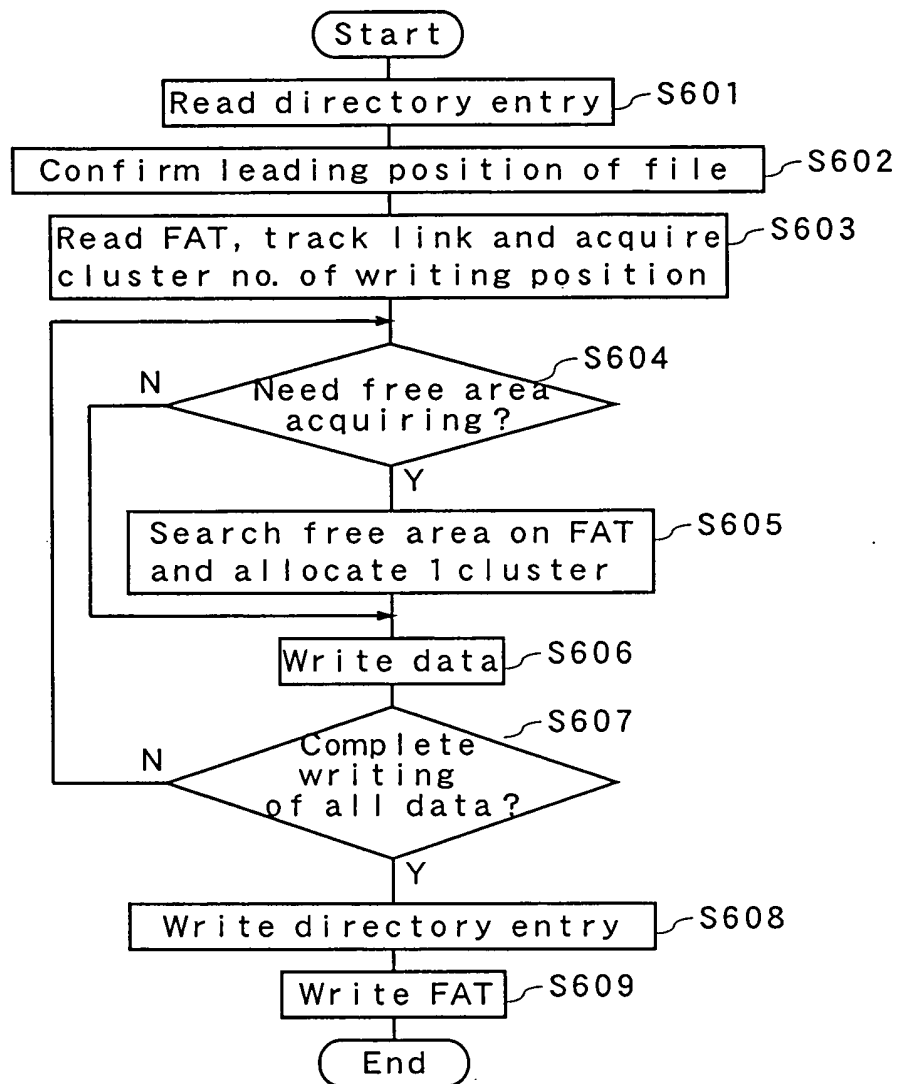 Start
Read directory entry
S601
Confirm leading position of file
S602
Read FAT, track link and acquire
cluster no. of writing position
S603
S604
N
Need free area
acquiring?
Y
Search free area on FAT
and allocate 1 cluster
S605
Write data
S606
S607
N
Complete
writing
of all data?
Y
Write directory entry
S608
Write FAT
S609
End